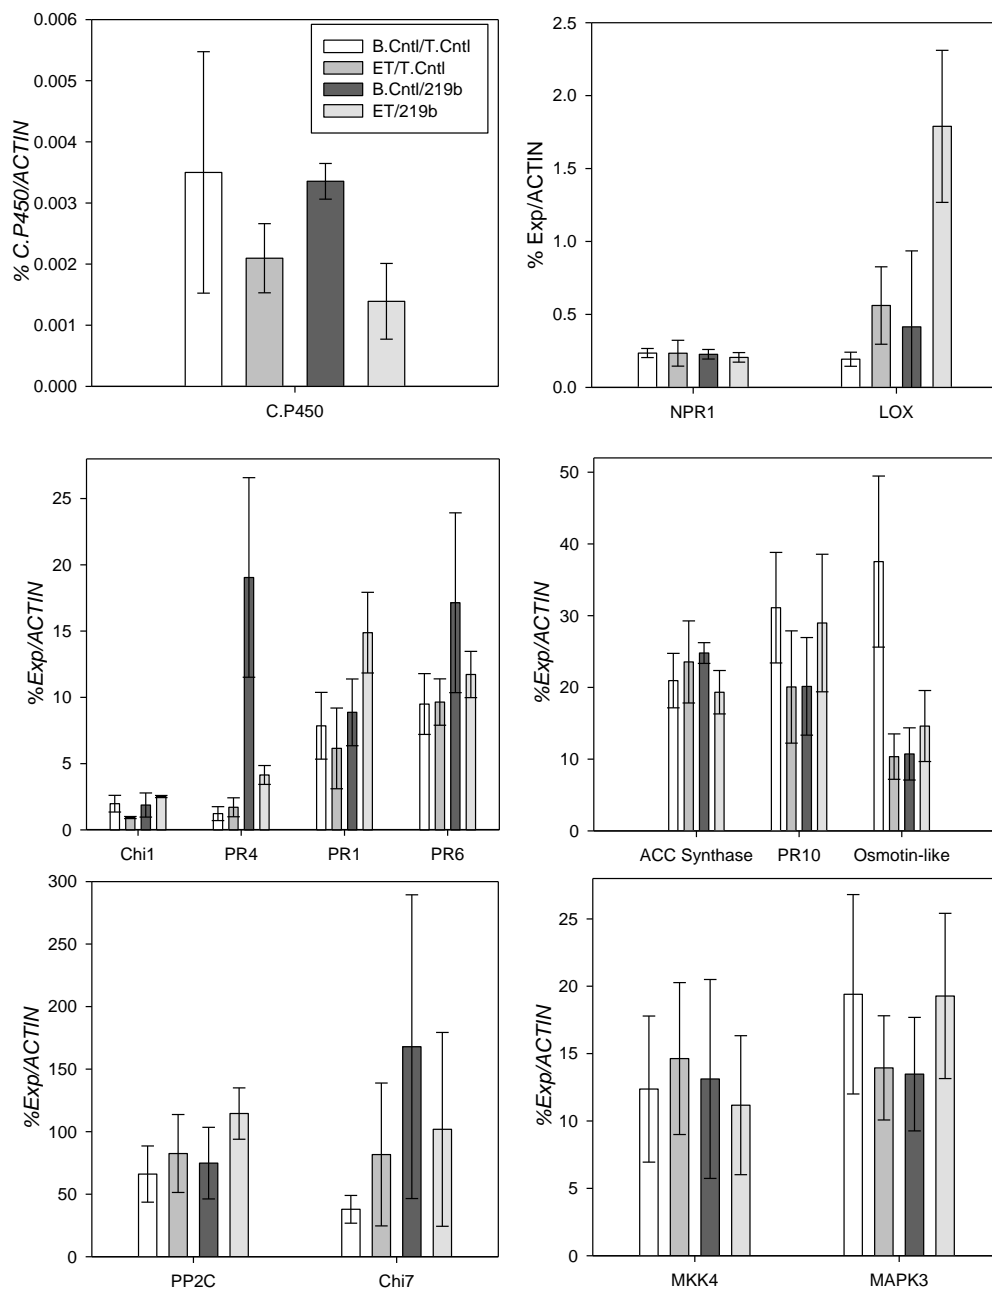 0.006
0.005
0.004
0.003
0.002
0.001
0.000
% C.P450/ACTIN
B.Cntl/T.Cntl
ET/T.Cntl
B.Cntl/219b
ET/219b
C.P450
2.5
2.0
1.5
1.0
0.5
0.0
% Exp/ACTIN
NPR1 LOX
25
20
15
10
5
0
%Exp/ACTIN
Chi1 PR4 PR1 PR6
50
40
30
20
10
0
%Exp/ACTIN
ACC Synthase PR10 Osmotin-like
300
250
200
150
100
50
0
%Exp/ACTIN
PP2C Chi7
25
20
15
10
5
0
%Exp/ACTIN
MKK4 MAPK3